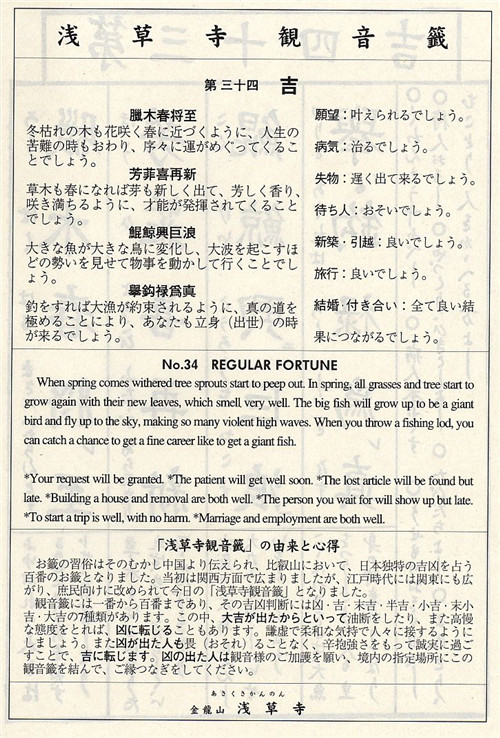 浅草寺観音籤
第三十四 吉
臘木春将至
冬枯れの木も花咲く春に近づくように、人生の
苦難の時もおわり、序々に運がめぐってくるこ
とでしょう。
芳菲喜再新
草木も春になれば芽も新しく出て、芳しく香り、
咲き満ちるように、才能が発揮されてくること
でしょう。
鯤鯨興巨浪
大きな魚が大きな鳥に変化し、大波を起こすほ
どの勢いを見せて物事を動かして行くことでし
ょう。
擧鈎禄爲真
釣をすれば大漁が約束されるように、真の道を
極めることにより、あなたも立身（出世）の時
が来るでしょう。
願望：叶えられるでしょう。
病気：治るでしょう。
失物：遅く出て来るでしょう。
待ち人：おそいでしょう。
新築・引越：良いでしょう。
旅行：良いでしょう。
結婚・付き合い：全て良い結
果につながるでしょう。
No.34 REGULAR FORTUNE
When spring comes withered tree sprouts start to peep out. In spring, all grasses and tree start to
grow again with their new leaves, which smell very well. The big fish will grow up to be a giant
bird and fly up to the sky, making so many violent high waves. When you throw a fishing lod, you
can catch a chance to get a fine career like to get a giant fish.
*Your request will be granted. *The patient will get well soon. *The lost article will be found but
late. *Building a house and removal are both well. *The person you wait for will show up but late.
*To start a trip is well, with no harm. *Marriage and employment are both well.
「浅草寺観音籤」の由来と心得
お籤の習俗はそのむかし中国より伝えられ、比叡山において、日本独特の吉凶を占う
百番のお籤となりました。当初は関西方面で広まりましたが、江戸時代には関東にも広
がり、庶民向けに改められて今日の「浅草寺観音籤」となりました。
観音籤には一番から百番まであり、その吉凶判断には凶・吉・末吉・半吉・小吉・末小
吉・大吉の7種類があります。この中、大吉が出たからといって油断をしたり、また高慢
な態度をとれば、凶に転じることもあります。謙虚で柔和な気持で人々に接するようにし
ましょう。また凶が出た人も畏（おそれ）ることなく、辛抱強さをもって誠実に過ご
すことで、吉に転じます。凶の出た人は観音様のご加護を願い、境内の指定場所にこの
観音籤を結んで、ご縁つなぎをしてください。
あさくさかんのん
金龍山 浅草寺